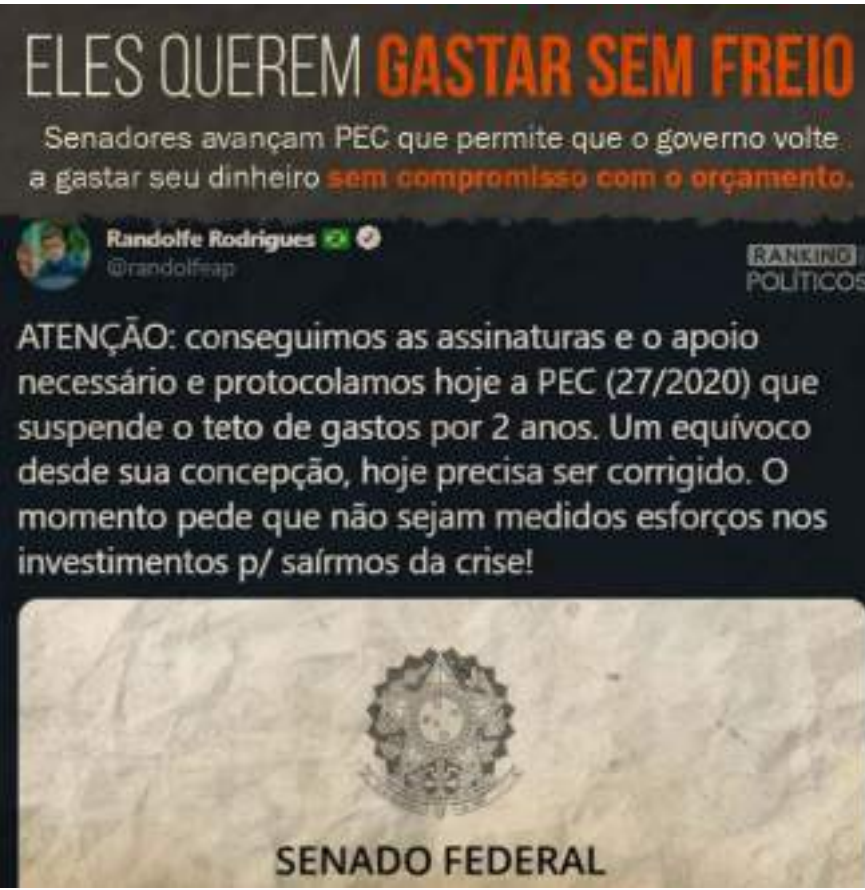 ELES QUEREM GASTAR SEM FREIO
Senadores avançam PEC que permite que o governo volte
a gastar seu dinheiro sem compromisso com o orçamento.
Randolfe Rodrigues
@randolfeap
RANKING
POLÍTICOS
ATENÇÃO: conseguimos as assinaturas e o apoio
necessário e protocolamos hoje a PEC (27/2020) que
suspende o teto de gastos por 2 anos. Um equívoco
desde sua concepção, hoje precisa ser corrigido. O
momento pede que não sejam medidos esforços nos
investimentos p/ saírmos da crise!
SENADO FEDERAL